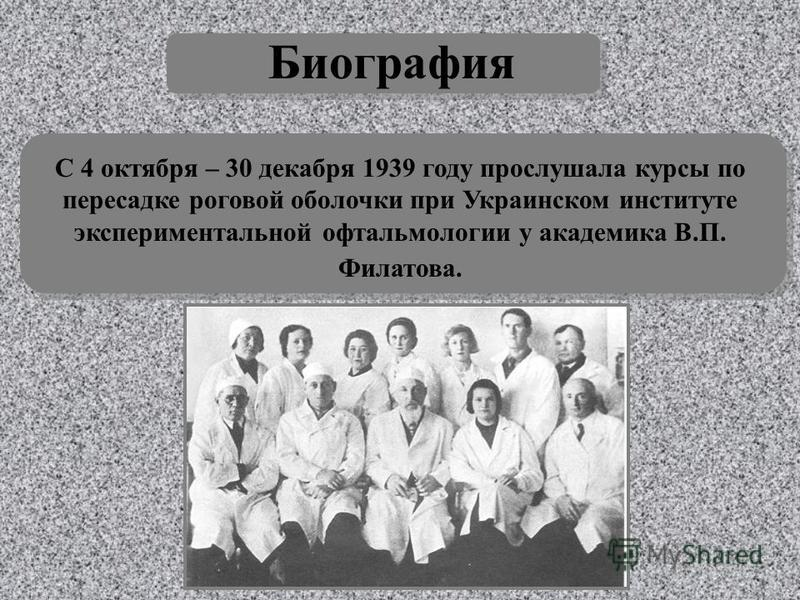 Биография
С 4 октября – 30 декабря 1939 году прослушала курсы по
пересадке роговой оболочки при Украинском институте
экспериментальной офтальмологии у академика В.П.
Филатова.
MyShared